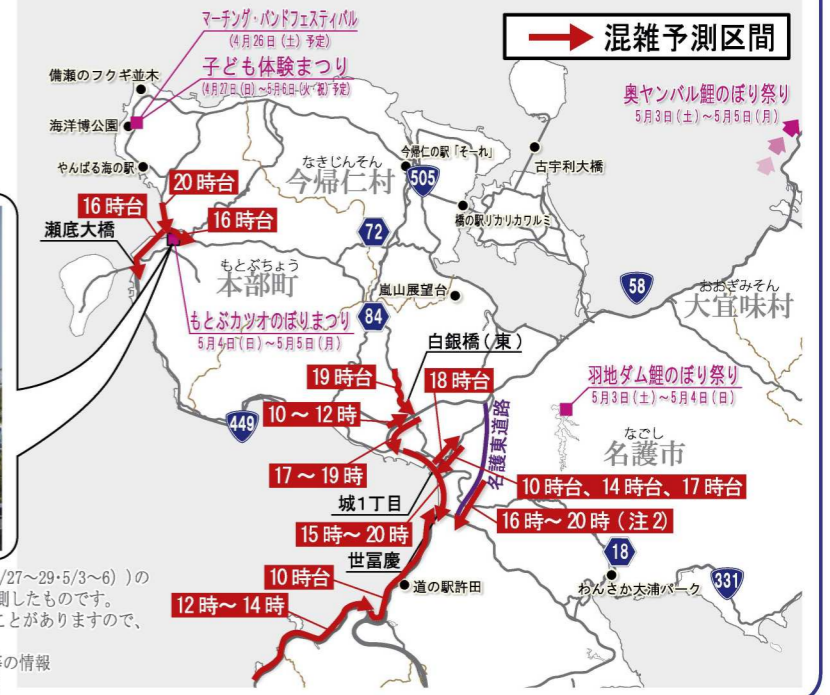 マーチング・バンドフェスティバル
(4月26日(土)予定)
子ども体験まつり
(4月27日(日)~5月6日(火・祝)予定)
混雑予測区間
備瀬のフクギ並木
海洋博公園
やんばる海の駅
奥ヤンバル鯉のぼり祭り
5月3日(土)~5月5日(月)
今帰仁の駅「そーれ」
古宇利大橋
なきじんそん
今帰仁村
505
橋の駅リカリカワルミ
20時台
16時台
16時台
瀬底大橋
72
もとぶちょう
本部町
嵐山展望台
58
おおぎみそん
大宜味村
もとぶカツオのぼりまつり
5月4日(日)~5月5日(月)
84
白銀橋(東)
19時台
18時台
羽地ダム鯉のぼり祭り
5月3日(土)~5月4日(日)
10~12時
449
名護東道路
なごし
名護市
17~19時
10時台、14時台、17時台
城1丁目
15時~20時
16時~20時(注2)
世冨慶
18
10時台
道の駅許田
わんさか大浦パーク
331
12時~14時
/27~29・5/3~6))の
測したものです。
ことがありますので、
等の情報